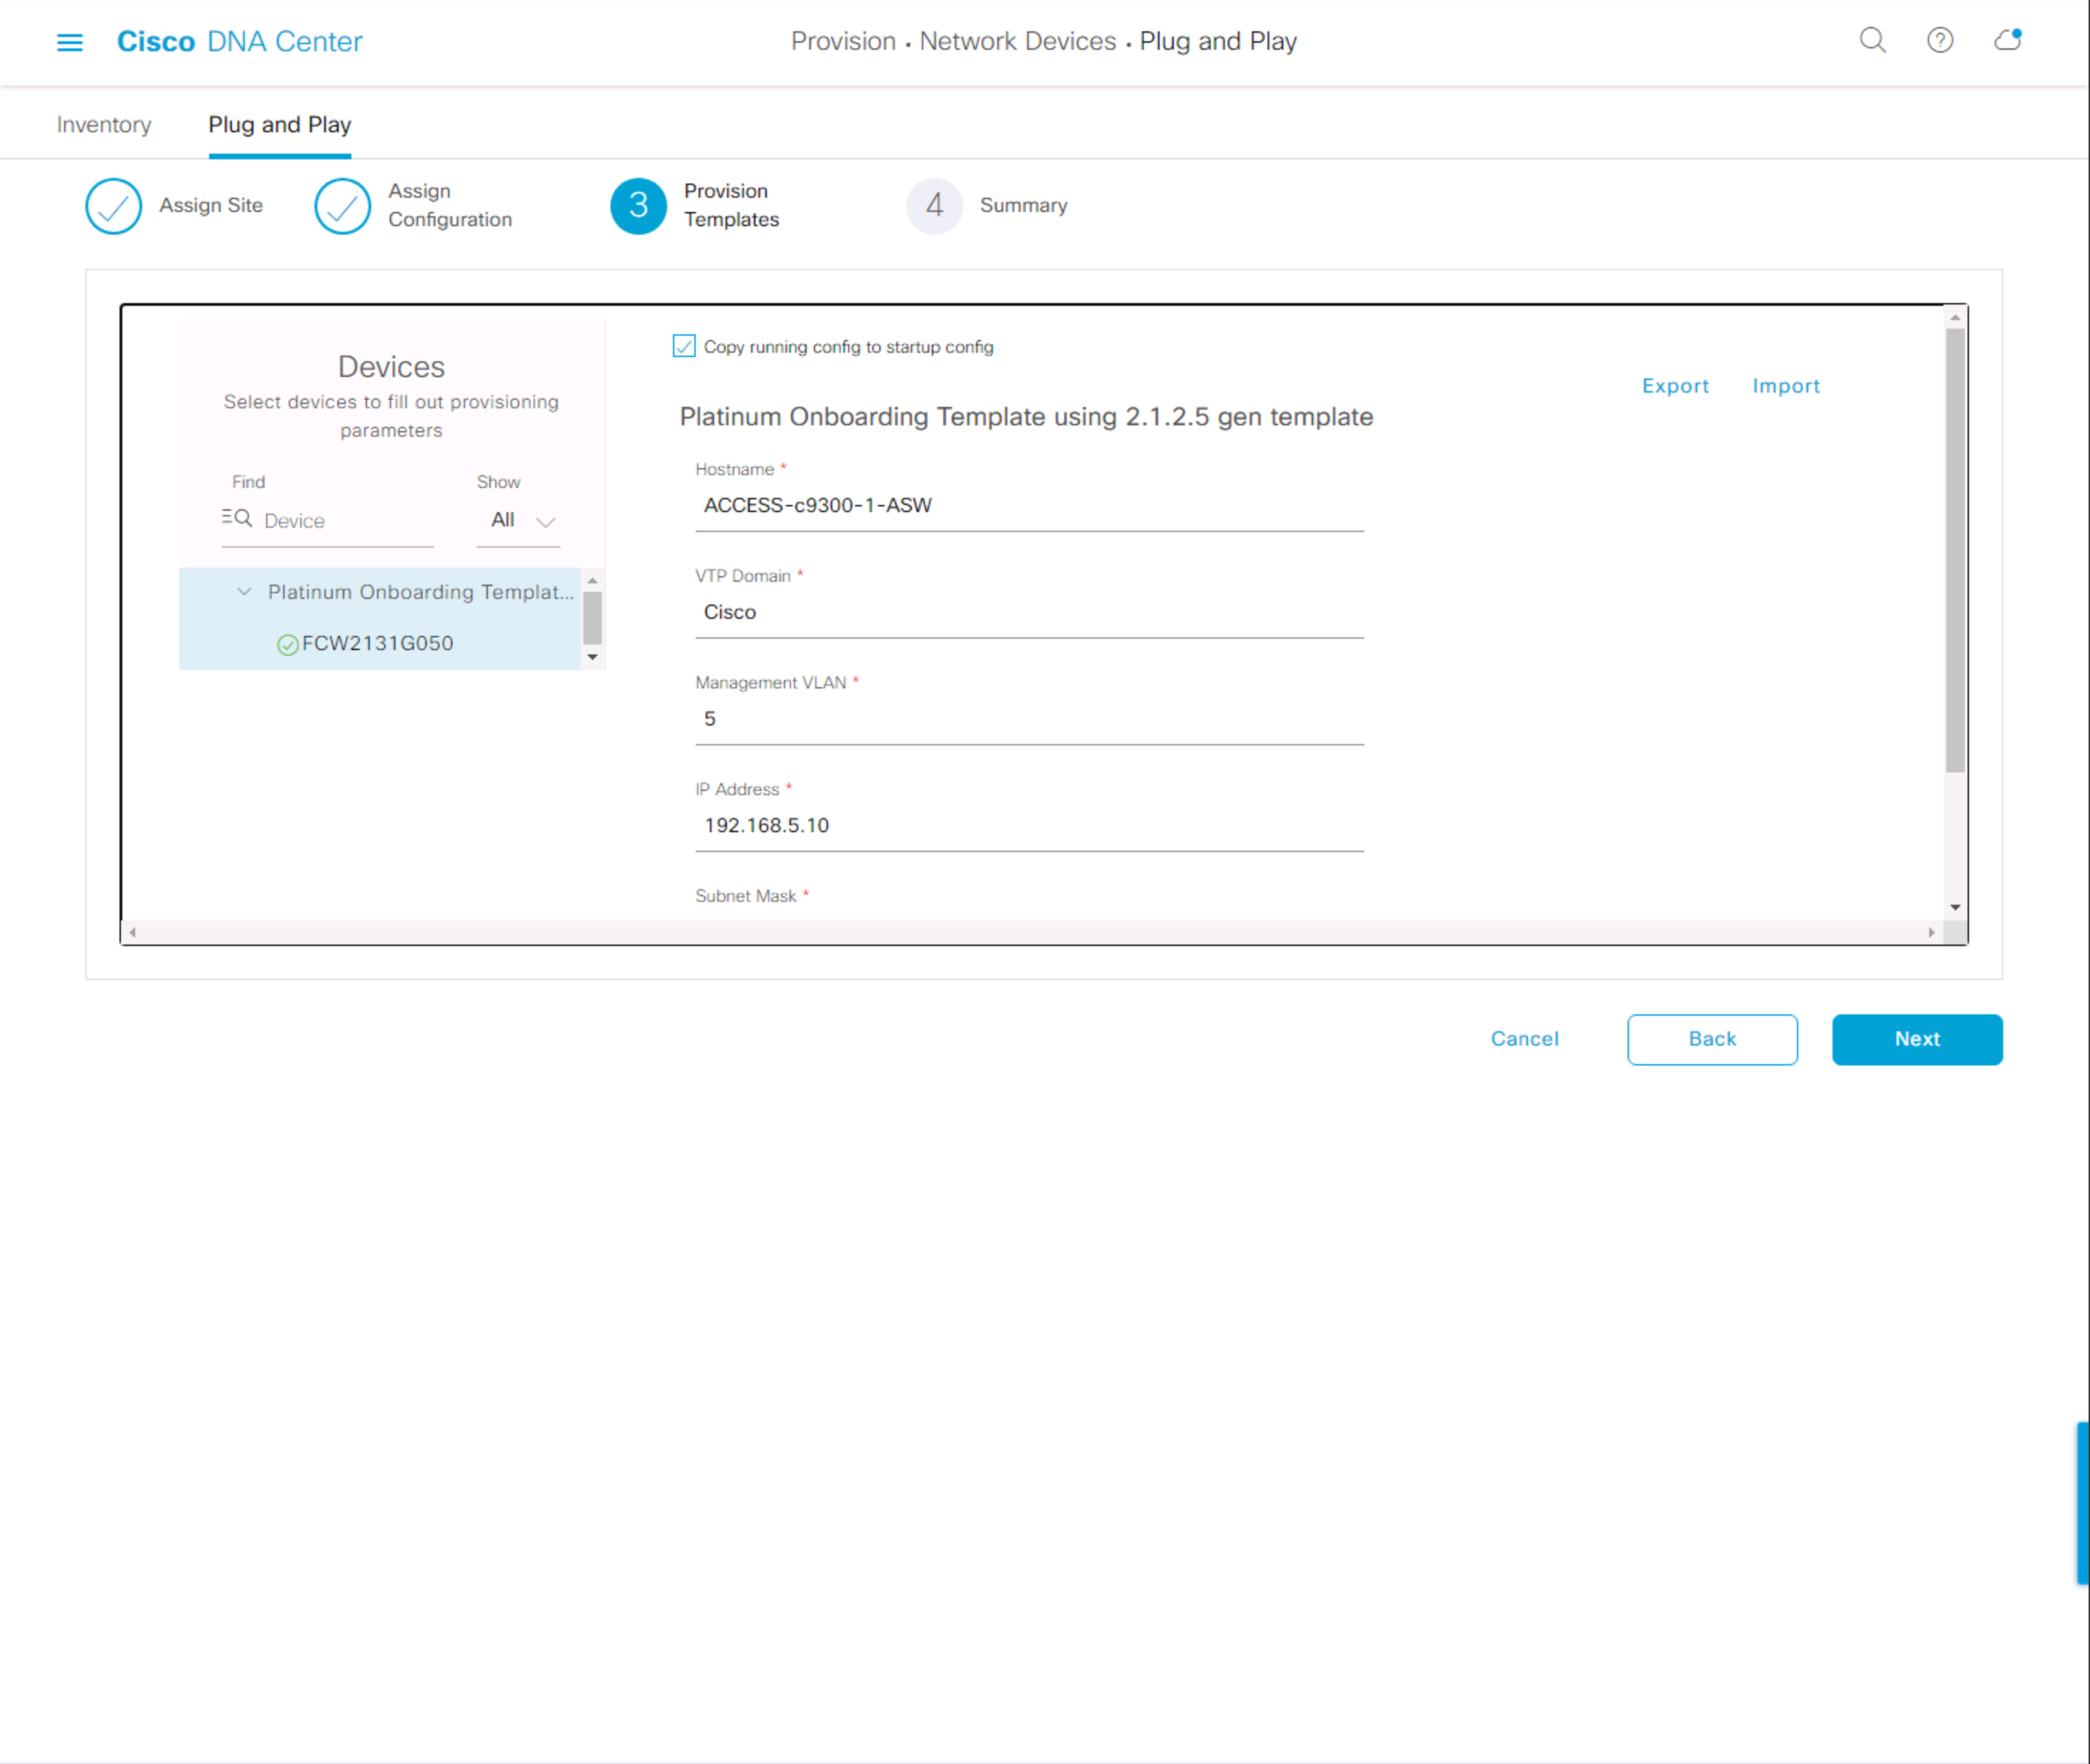 Cisco DNA Center
Provision • Network Devices • Plug and Play
Inventory
Plug and Play
Assign Site
Assign
Configuration
3
Provision
Templates
4
Summary
Devices
Select devices to fill out provisioning
parameters
Find
Show
Device
All
Platinum Onboarding Templat...
FCW2131G050
Copy running config to startup config
Export
Import
Platinum Onboarding Template using 2.1.2.5 gen template
Hostname *
ACCESS-c9300-1-ASW
VTP Domain *
Cisco
Management VLAN *
5
IP Address *
192.168.5.10
Subnet Mask *
Cancel
Back
Next